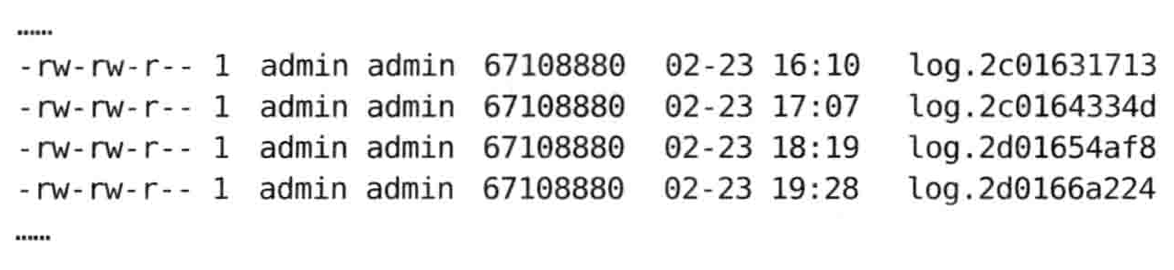 ......
-rw-rw-r-- 1 admin admin 67108880 02-23 16:10 log.2c01631713
-rw-rw-r-- 1 admin admin 67108880 02-23 17:07 log.2c0164334d
-rw-rw-r-- 1 admin admin 67108880 02-23 18:19 log.2d01654af8
-rw-rw-r-- 1 admin admin 67108880 02-23 19:28 log.2d0166a224
......